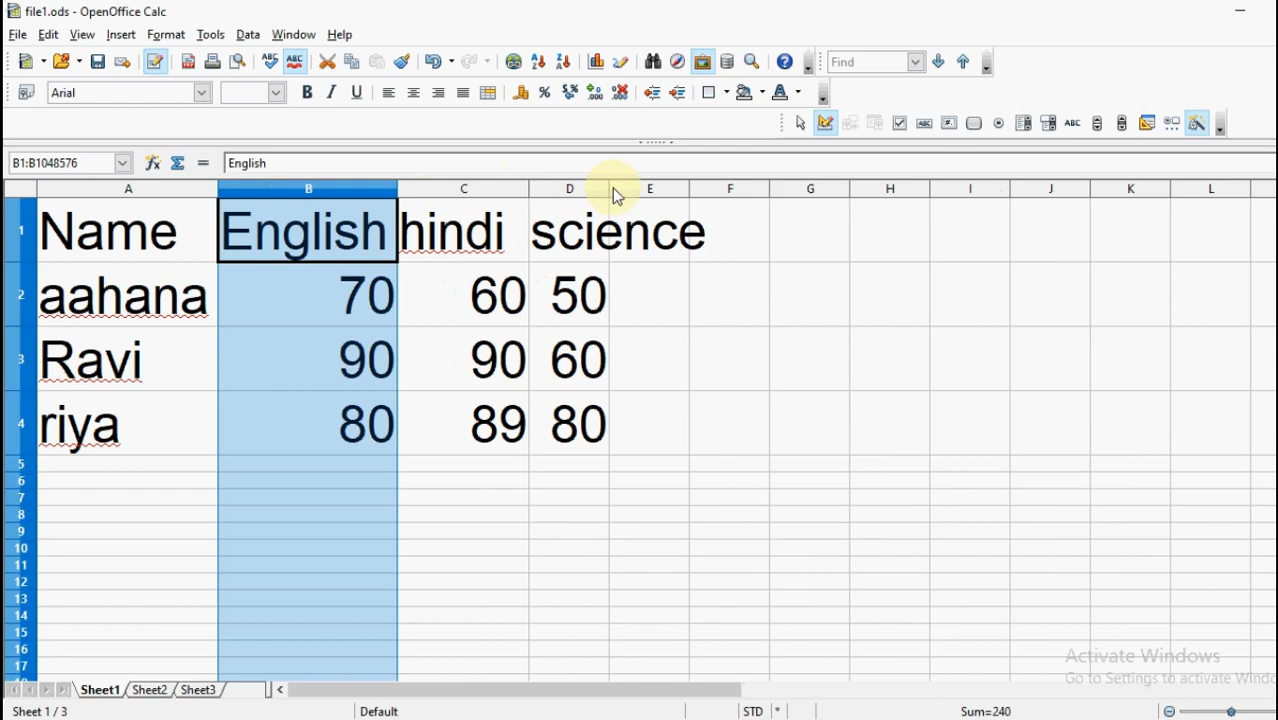 file1.ods - OpenOffice Calc
File Edit View Insert Format Tools Data Window Help
Find
Arial
B1:B1048576 English
A B C D E F G H I J K L
1 Name English hindi science
2 aahana 70 60 50
3 Ravi 90 90 60
4 riya 80 89 80
5
6
7
8
9
10
11
12
13
14
15
16
17
Activate Windows
Go to Settings to activate Windo
Sheet1 Sheet2 Sheet3
Sheet 1 / 3 Default STD * Sum=240